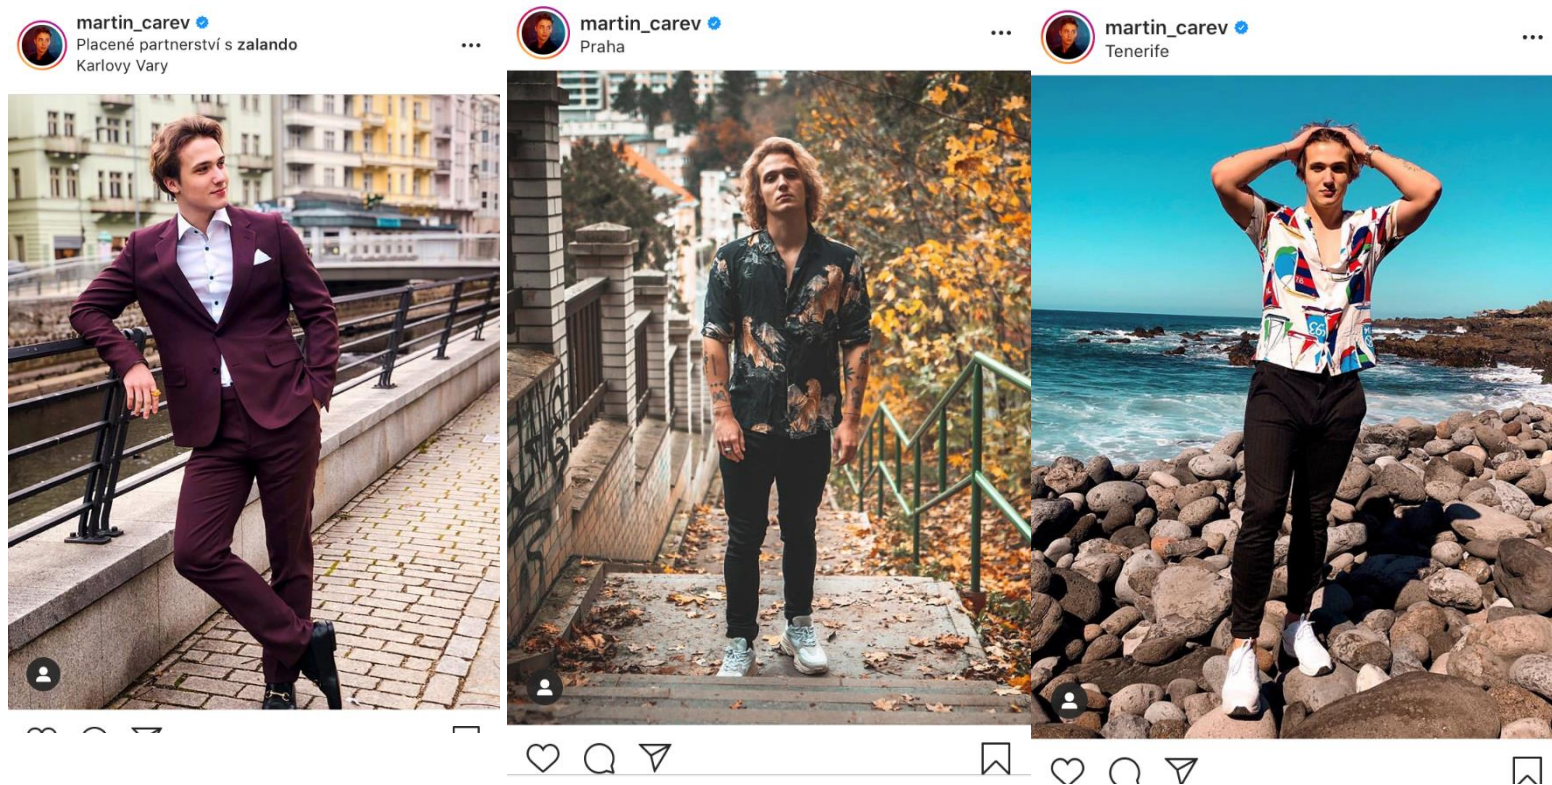 martin_carev
Placené partnerství s zalando
Karlovy Vary
martin_carev
Praha
martin_carev
Tenerife